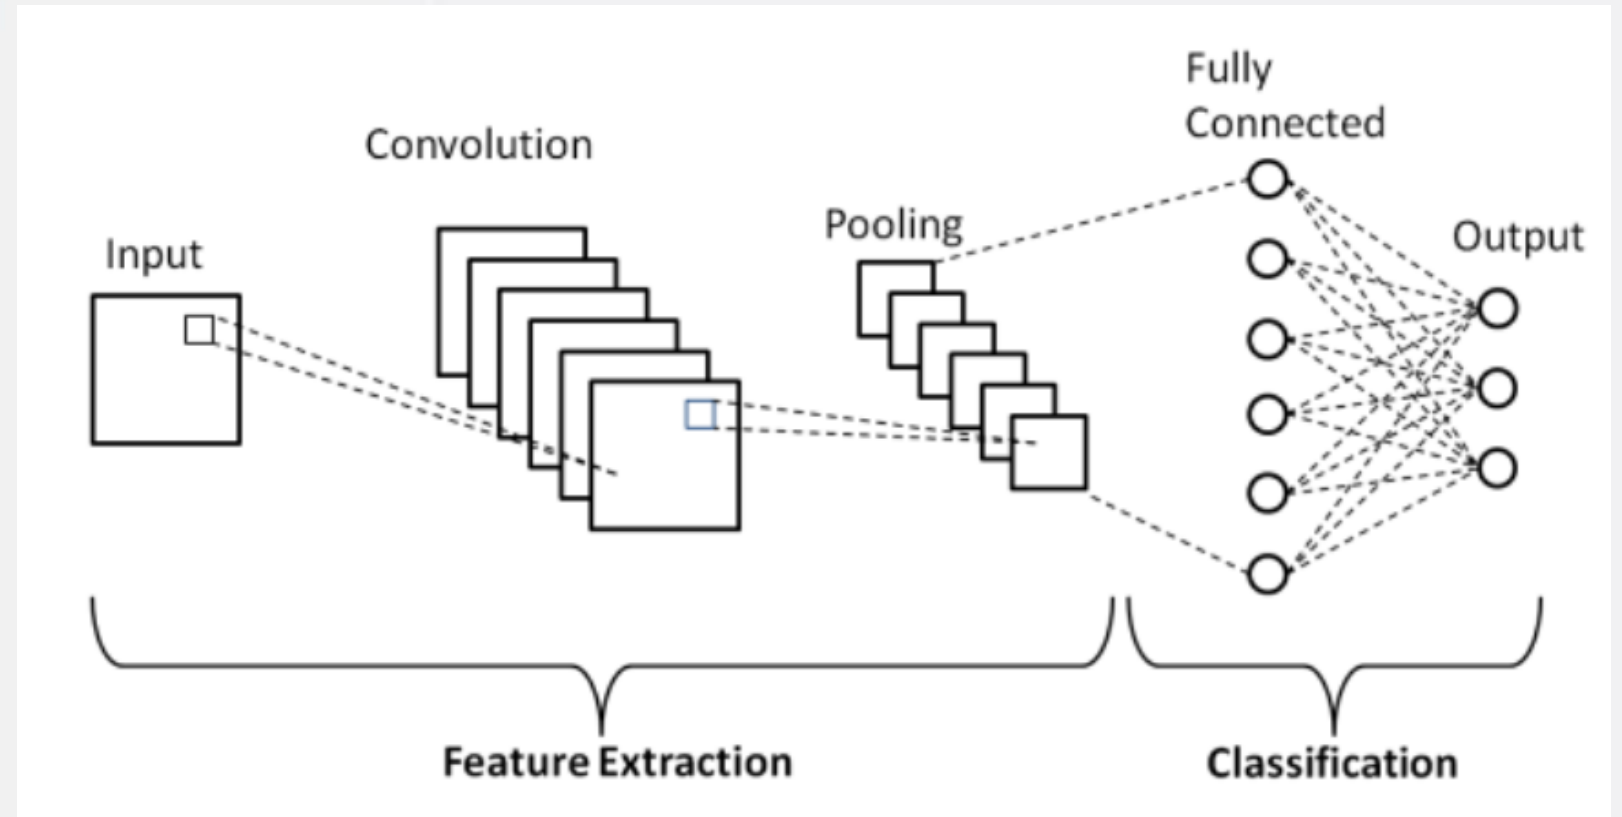 Input
Convolution
Pooling
Fully
Connected
Output
Feature Extraction
Classification